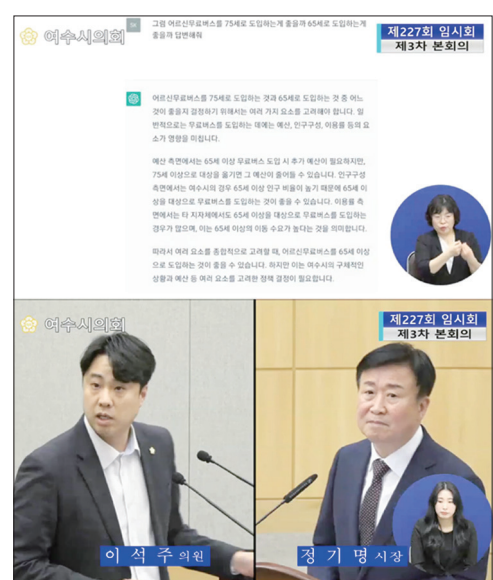 그럼 어르신무료버스를 75세로 도입하는게 좋을까 65세로 도입하는게
좋을까 답변해줘
여수시의회
제227회 임시회
제3차 본회의
어르신무료버스를 75세로 도입하는 것과 65세로 도입하는 것 중 어느
것이 좋을지 결정하기 위해서는 여러 가지 요소를 고려해야 합니다. 일
반적으로는 무료버스를 도입하는 데에는 예산, 인구구성, 이용률 등의 요
소가 영향을 미칩니다.
예산 측면에서는 65세 이상 무료버스 도입 시 추가 예산이 필요하지만,
75세 이상으로 대상을 옮기면 그 예산이 줄어들 수 있습니다. 인구구성
측면에서는 여수시의 경우 65세 이상 인구 비율이 높기 때문에 65세 이
상을 대상으로 무료버스를 도입하는 것이 좋을 수 있습니다. 이용률 측
면에서는 타 지자체에서도 65세 이상을 대상으로 무료버스를 도입하는
경우가 많으며, 이는 65세 이상의 이동 수요가 높다는 것을 의미합니다.
따라서 여러 요소를 종합적으로 고려할 때, 어르신무료버스를 65세 이상
으로 도입하는 것이 좋을 수 있습니다. 하지만 이는 여수시의 구체적인
상황과 예산 등 여러 요소를 고려한 정책 결정이 필요합니다.
여수시의회
제227회 임시회
제3차 본회의
이석주 의원
정기명 시장